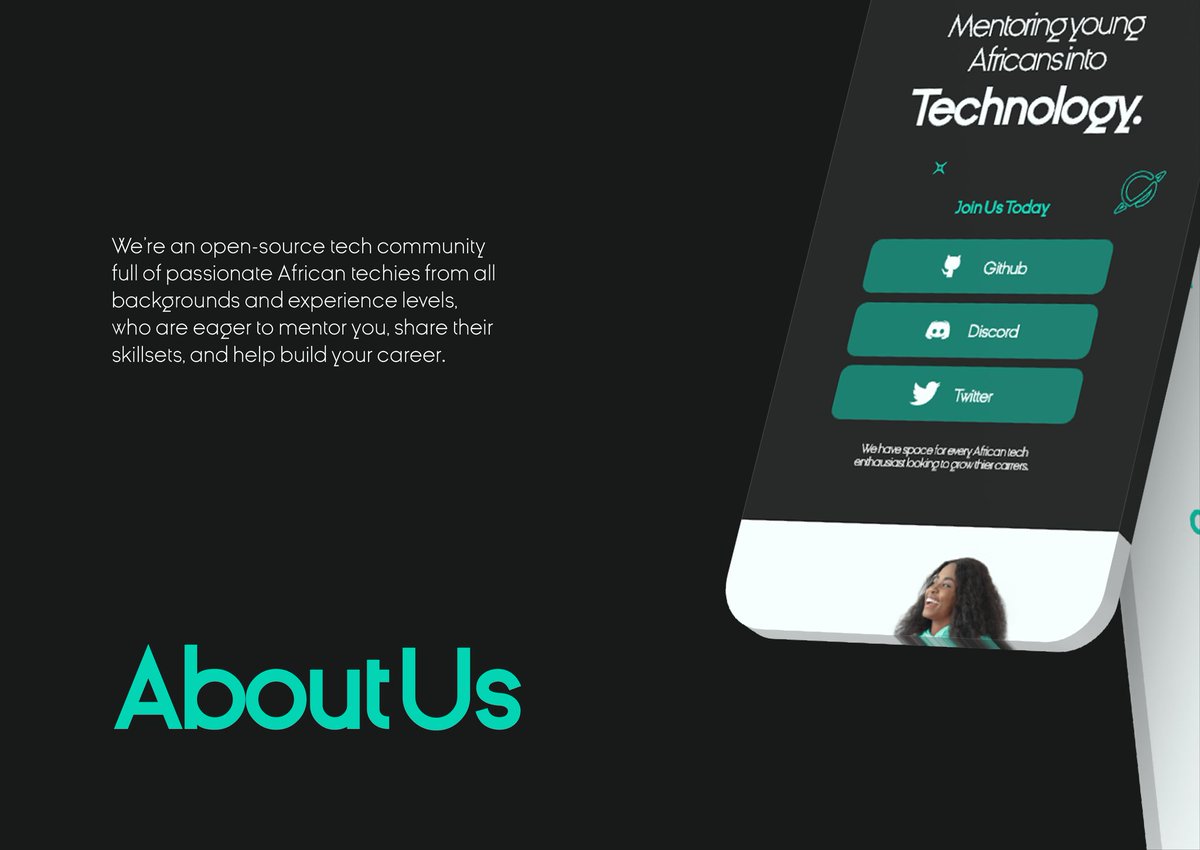 Mentoring young
Africans into
Technology.
Join Us Today
Github
Discord
Twitter
We have space for every African tech
enthausiast looking to grow thier carrers.
We're an open-source tech community
full of passionate African techies from all
backgrounds and experience levels,
who are eager to mentor you, share their
skillsets, and help build your career.
About Us